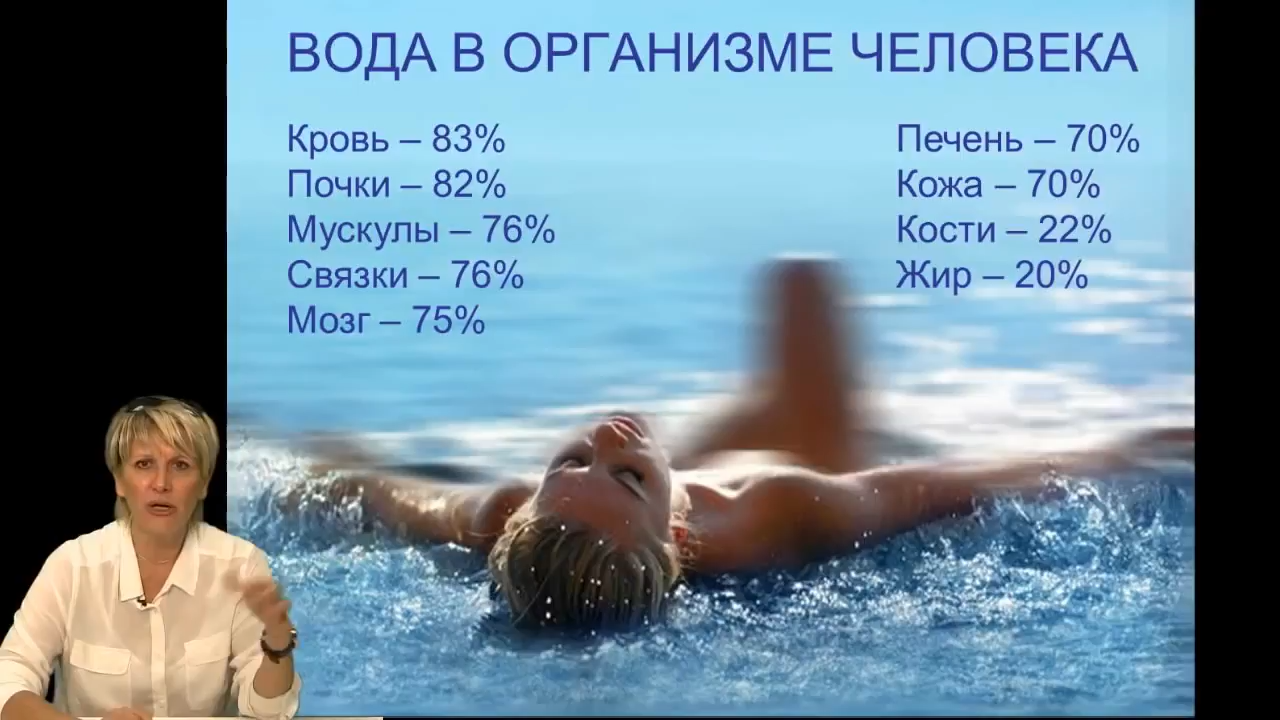 ВОДА В ОРГАНИЗМЕ ЧЕЛОВЕКА
Кровь – 83%
Почки – 82%
Мускулы – 76%
Связки – 76%
Мозг – 75%
Печень – 70%
Кожа – 70%
Кости – 22%
Жир – 20%